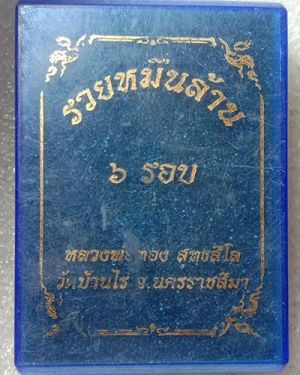 รวยหมื่นล้าน
๖ รอบ
หลวงพ่อทอง สุทธสีโล
วัดบ้านไร่ จ.นครราชสีมา